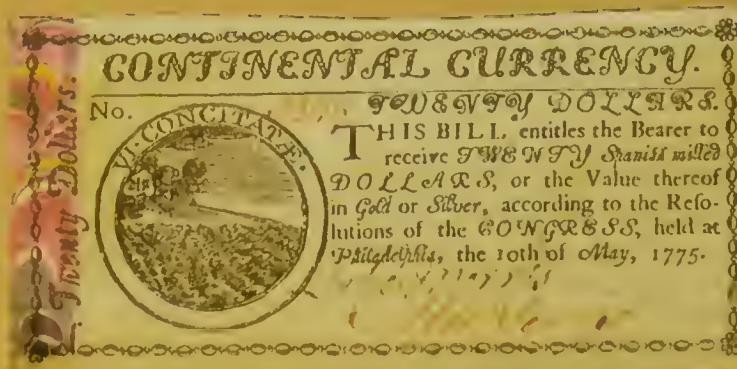 CONTINENTAL CURRENCY.
Twenty Dollars.
No.
VI CONCITATÆ.
TWENTY DOLLARS.
THIS BILL entitles the Bearer to
receive TWENTY Spanish milled
DOLLARS, or the Value thereof
in Gold or Silver, according to the Reso-
lutions of the CONGRESS, held at
Philadelphia, the 10th of May, 1775.